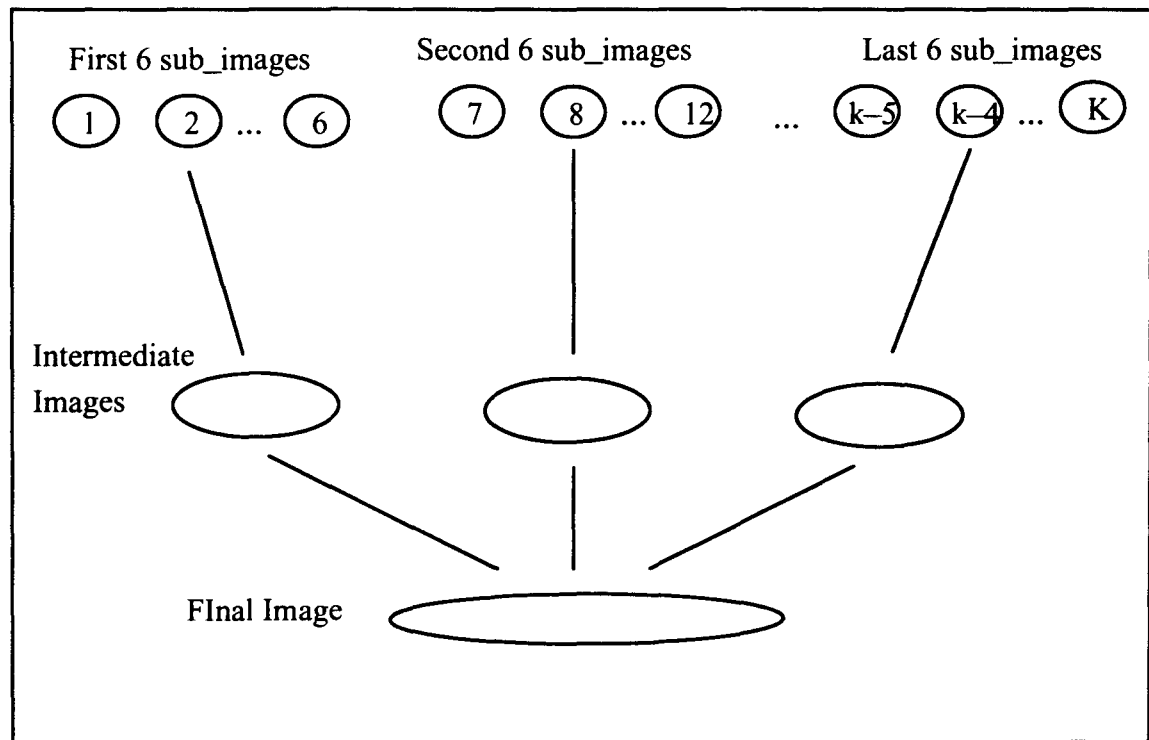 First 6 sub_images Second 6 sub_images Last 6 sub_images
1 2 ... 6 7 8 ... 12 ... k–5 k–4 ... K
Intermediate
Images
FInal Image